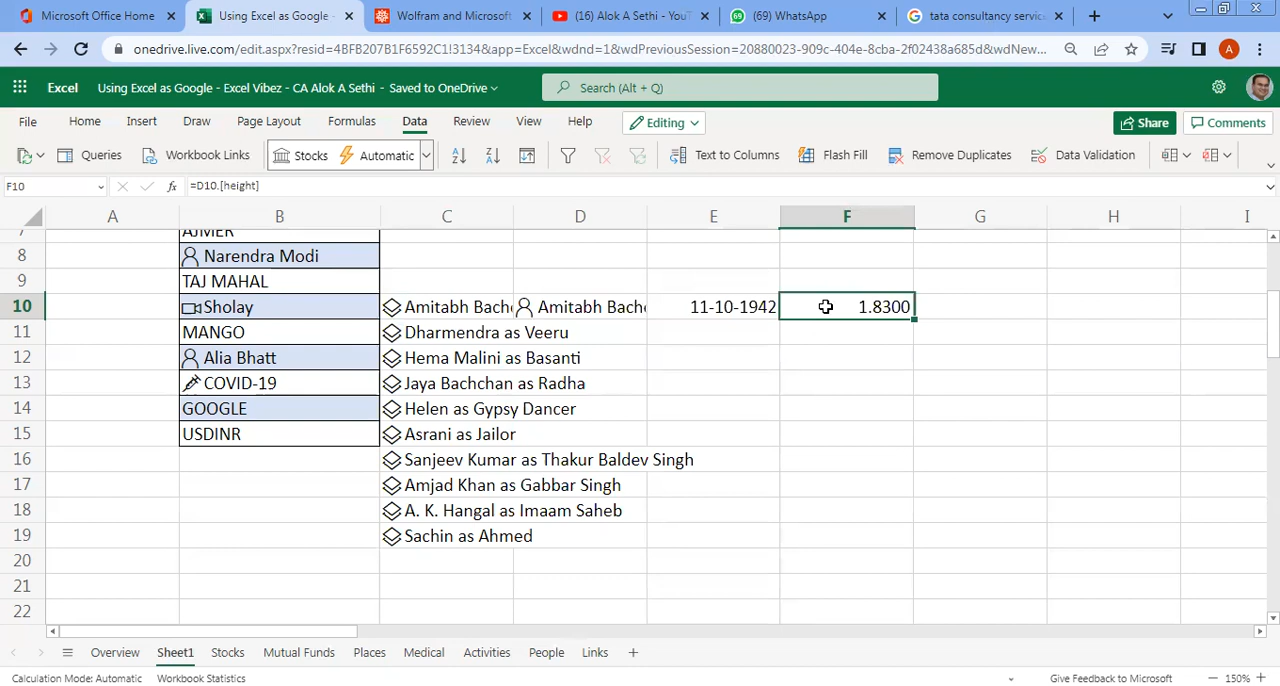 Microsoft Office Home
Using Excel as Google -
Wolfram and Microsoft
(16) Alok A Sethi - YouT
(69) WhatsApp
tata consultancy servic
onedrive.live.com/edit.aspx?resid=4BFB207B1F6592C1!3134&app=Excel&wdnd=1&wdPreviousSession=20880023-909c-404e-8cba-2f02438a685d&wdNew...
A
Excel
Using Excel as Google - Excel Vibez - CA Alok A Sethi - Saved to OneDrive
Search (Alt + Q)
File Home Insert Draw Page Layout Formulas Data Review View Help Editing Share Comments
Queries Workbook Links Stocks Automatic Text to Columns Flash Fill Remove Duplicates Data Validation
F10 fx =D10.[height]
A B C D E F G H I
7 AJMER
8 Narendra Modi
9 TAJ MAHAL
10 Sholay Amitabh Bach Amitabh Bach 11-10-1942 1.8300
11 MANGO Dharmendra as Veeru
12 Alia Bhatt Hema Malini as Basanti
13 COVID-19 Jaya Bachchan as Radha
14 GOOGLE Helen as Gypsy Dancer
15 USDINR Asrani as Jailor
16 Sanjeev Kumar as Thakur Baldev Singh
17 Amjad Khan as Gabbar Singh
18 A. K. Hangal as Imaam Saheb
19 Sachin as Ahmed
20
21
22
Overview Sheet1 Stocks Mutual Funds Places Medical Activities People Links
Calculation Mode: Automatic Workbook Statistics Give Feedback to Microsoft 150%